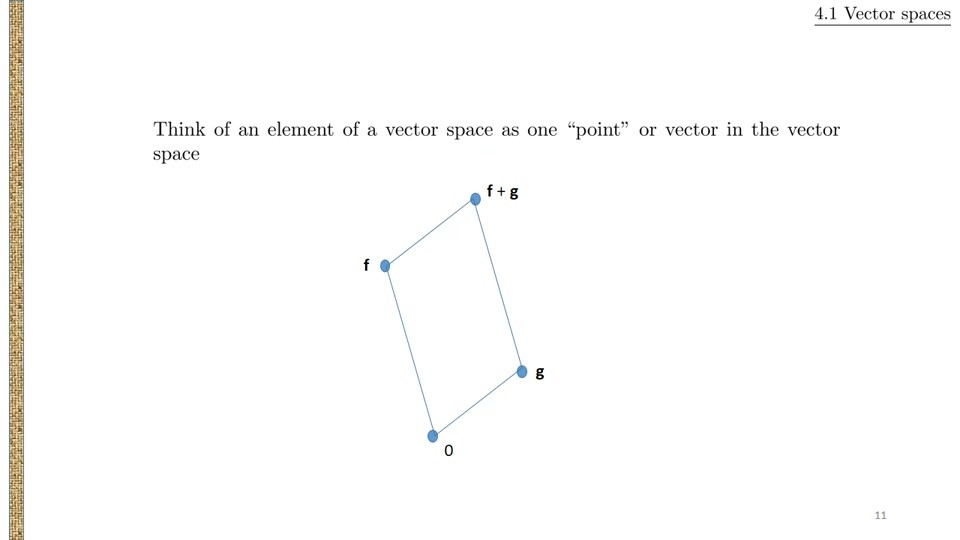 4.1 Vector spaces
Think of an element of a vector space as one “point” or vector in the vector
space
f + g
f
g
0
11